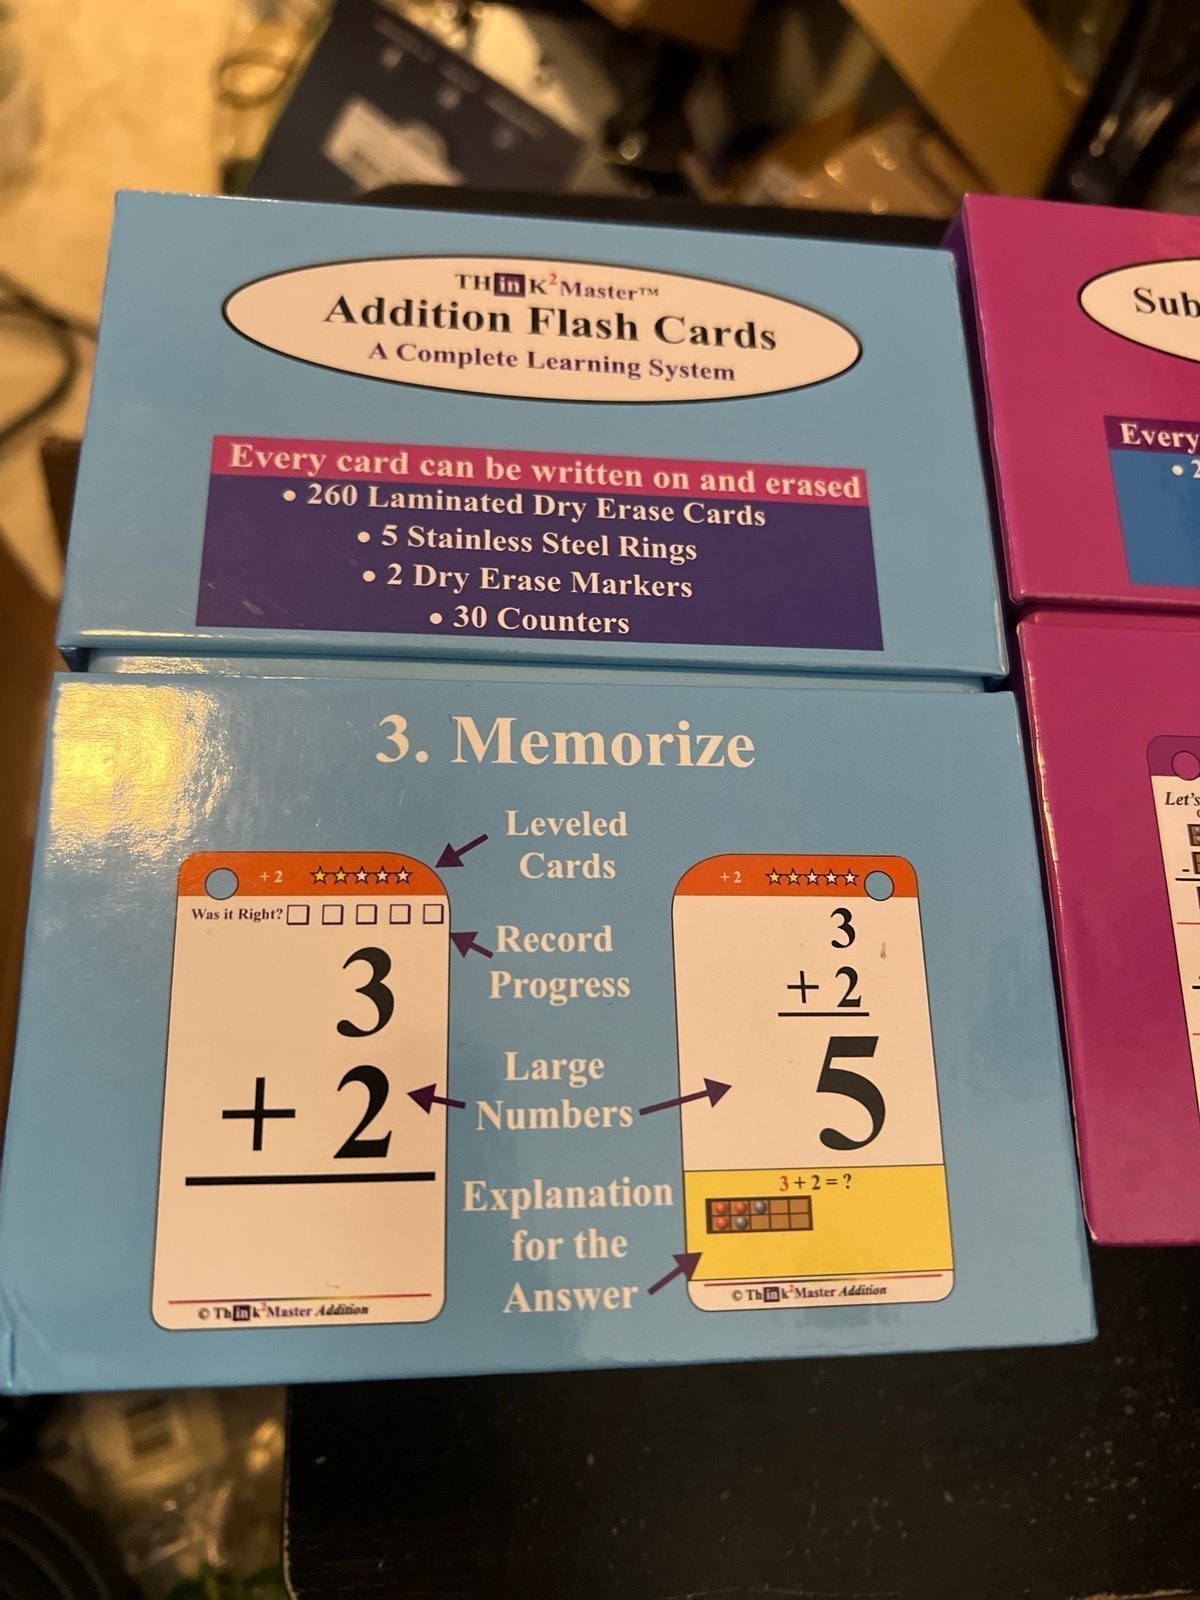 THinK²Master™
Addition Flash Cards
A Complete Learning System
Every card can be written on and erased
• 260 Laminated Dry Erase Cards
• 5 Stainless Steel Rings
• 2 Dry Erase Markers
• 30 Counters
Sub
Every
• 2
3. Memorize
Leveled
Cards
Record
Progress
Large
Numbers
Explanation
for the
Answer
+2
Was it Right?
3
+ 2
© Think²Master Addition
+2
3
+ 2
5
3 + 2 = ?
© Think²Master Addition
Let's